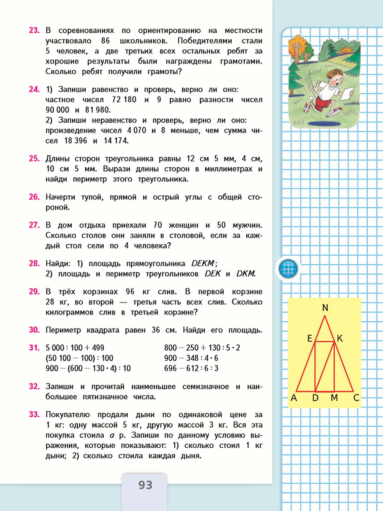 23. В соревнованиях по ориентированию на местности
участвовало 86 школьников. Победителями стали
5 человек, а две третьих всех остальных ребят за
хорошие результаты были награждены грамотами.
Сколько ребят получили грамоты?
24. 1) Запиши равенство и проверь, верно ли оно:
частное чисел 72 180 и 9 равно разности чисел
90 000 и 81 980.
2) Запиши неравенство и проверь, верно ли оно:
произведение чисел 4 070 и 8 меньше, чем сумма чи-
сел 18 396 и 14 174.
25. Длины сторон треугольника равны 12 см 5 мм, 4 см,
10 см 5 мм. Вырази длины сторон в миллиметрах и
найди периметр этого треугольника.
26. Начерти тупой, прямой и острый углы с общей сто-
роной.
27. В дом отдыха приехали 70 женщин и 50 мужчин.
Сколько столов они заняли в столовой, если за каж-
дый стол сели по 4 человека?
28. Найди: 1) площадь прямоугольника DEKM;
2) площадь и периметр треугольников DEK и DKM.
29. В трёх корзинах 96 кг слив. В первой корзине
28 кг, во второй — третья часть всех слив. Сколько
килограммов слив в третьей корзине?
30. Периметр квадрата равен 36 см. Найди его площадь.
31. 5 000 : 100 + 499 800 − 250 + 130 : 5 · 2
(50 100 − 100) : 100 900 − 348 : 4 · 6
900 − (600 − 130 · 4) : 10 696 − 612 : 6 : 3
32. Запиши и прочитай наименьшее семизначное и наи-
большее пятизначное числа.
33. Покупателю продали дыни по одинаковой цене за
1 кг: одну массой 5 кг, другую массой 3 кг. Вся эта
покупка стоила a р. Запиши по данному условию вы-
ражения, которые показывают: 1) сколько стоил 1 кг
дыни; 2) сколько стоила каждая дыня.
N
E K
A D M C
93